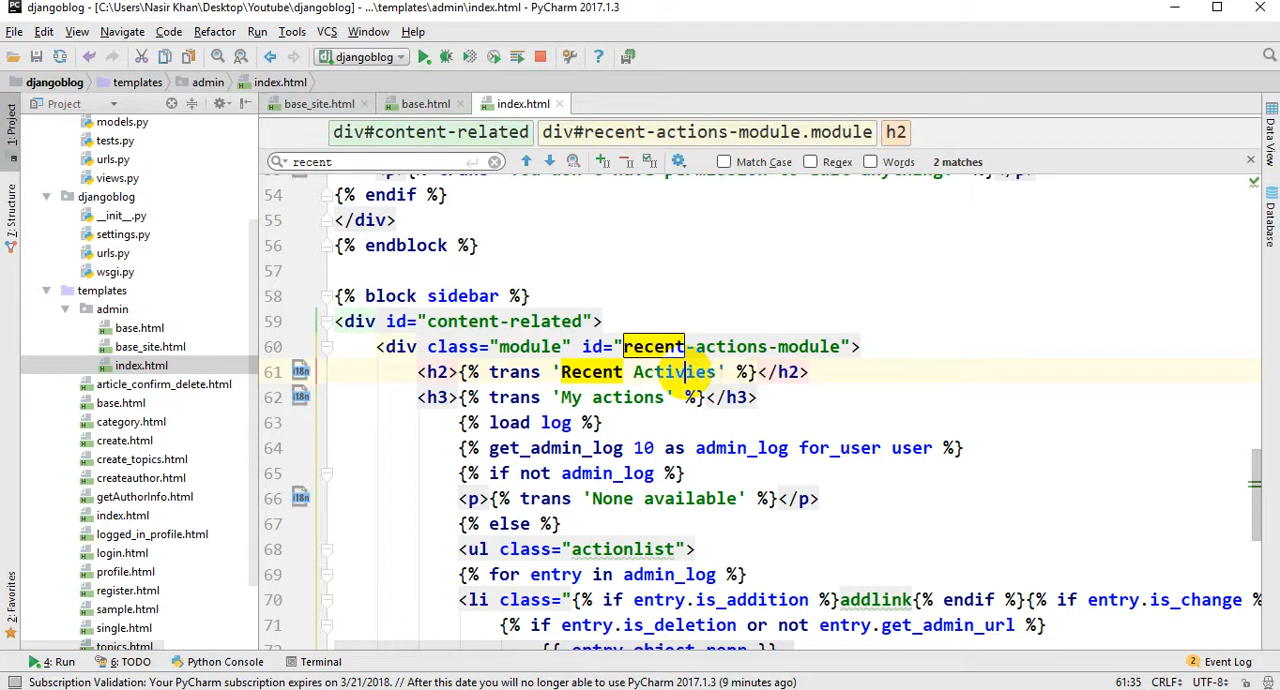 djangoblog - [C:\Users\Nasir Khan\Desktop\Youtube\djangoblog] - ...\templates\admin\index.html - PyCharm 2017.1.3
File Edit View Navigate Code Refactor Run Tools VCS Window Help
djangoblog
djangoblog templates admin index.html
Project base_site.html base.html index.html
div#content-related div#recent-actions-module.module h2
recent Match Case Regex Words 2 matches
models.py
tests.py
urls.py
views.py
djangoblog
__init__.py
settings.py
urls.py
wsgi.py
templates
admin
base.html
base_site.html
index.html
article_confirm_delete.html
base.html
category.html
create.html
create_topics.html
createauthor.html
getAuthorInfo.html
index.html
logged_in_profile.html
login.html
profile.html
register.html
sample.html
single.html
topics.html
1: Project
7: Structure
2: Favorites
54 {% endif %}
55 </div>
56 {% endblock %}
57
58 {% block sidebar %}
59 <div id="content-related">
60 <div class="module" id="recent-actions-module">
61 <h2>{% trans 'Recent Activies' %}</h2>
62 <h3>{% trans 'My actions' %}</h3>
63 {% load log %}
64 {% get_admin_log 10 as admin_log for_user user %}
65 {% if not admin_log %}
66 <p>{% trans 'None available' %}</p>
67 {% else %}
68 <ul class="actionlist">
69 {% for entry in admin_log %}
70 <li class="{% if entry.is_addition %}addlink{% endif %}{% if entry.is_change %
71 {% if entry.is_deletion or not entry.get_admin_url %}
Data View
Database
4: Run 6: TODO Python Console Terminal 2 Event Log
Subscription Validation: Your PyCharm subscription expires on 3/21/2018. // After this date you will no longer able to use PyCharm 2017.1.3 (9 minutes ago) 61:35 CRLF÷ UTF-8÷